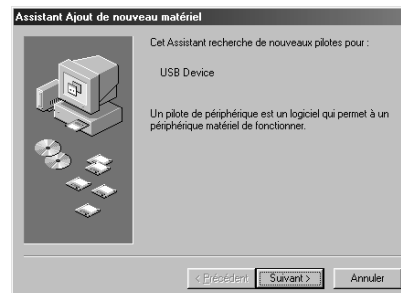 Assistant Ajout de nouveau matériel
Cet Assistant recherche de nouveaux pilotes pour :
USB Device
Un pilote de périphérique est un logiciel qui permet à un
périphérique matériel de fonctionner.
< Précédent
Suivant >
Annuler